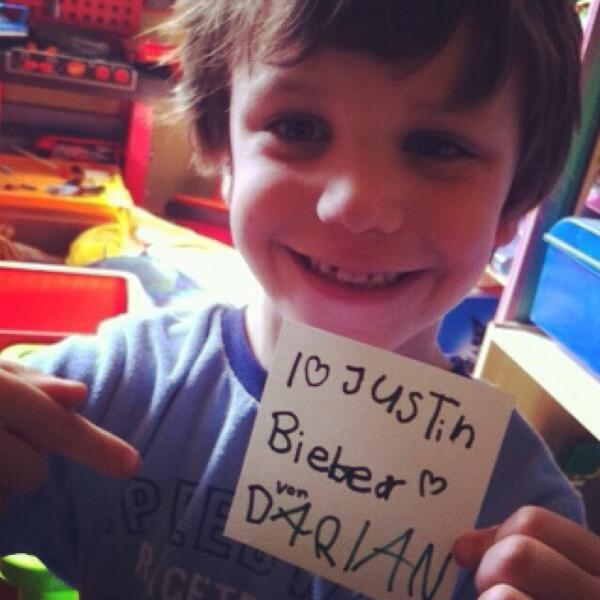 I♡ JUSTin
Bieber ♡
von
DARIAN